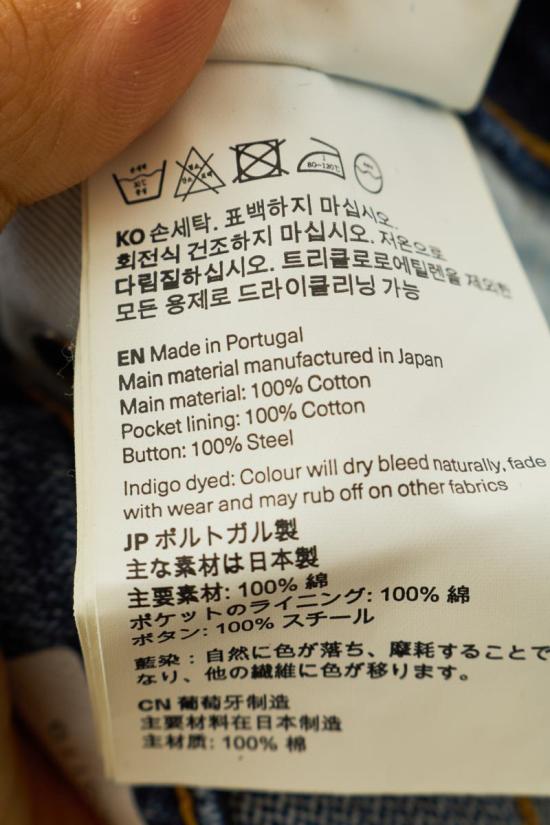 80~120℃
KO 손세탁. 표백하지 마십시오.
회전식 건조하지 마십시오. 저온으로
다림질하십시오. 트리클로로에틸렌을 제외한
모든 용제로 드라이클리닝 가능
EN Made in Portugal
Main material manufactured in Japan
Main material: 100% Cotton
Pocket lining: 100% Cotton
Button: 100% Steel
Indigo dyed: Colour will dry bleed naturally, fade
with wear and may rub off on other fabrics
JP ポルトガル製
主な素材は日本製
主要素材: 100% 綿
ポケットのライニング: 100% 綿
ボタン: 100% スチール
藍染：自然に色が落ち、摩耗することで
なり、他の繊維に色が移ります。
CN 葡萄牙制造
主要材料在日本制造
主材质: 100% 棉